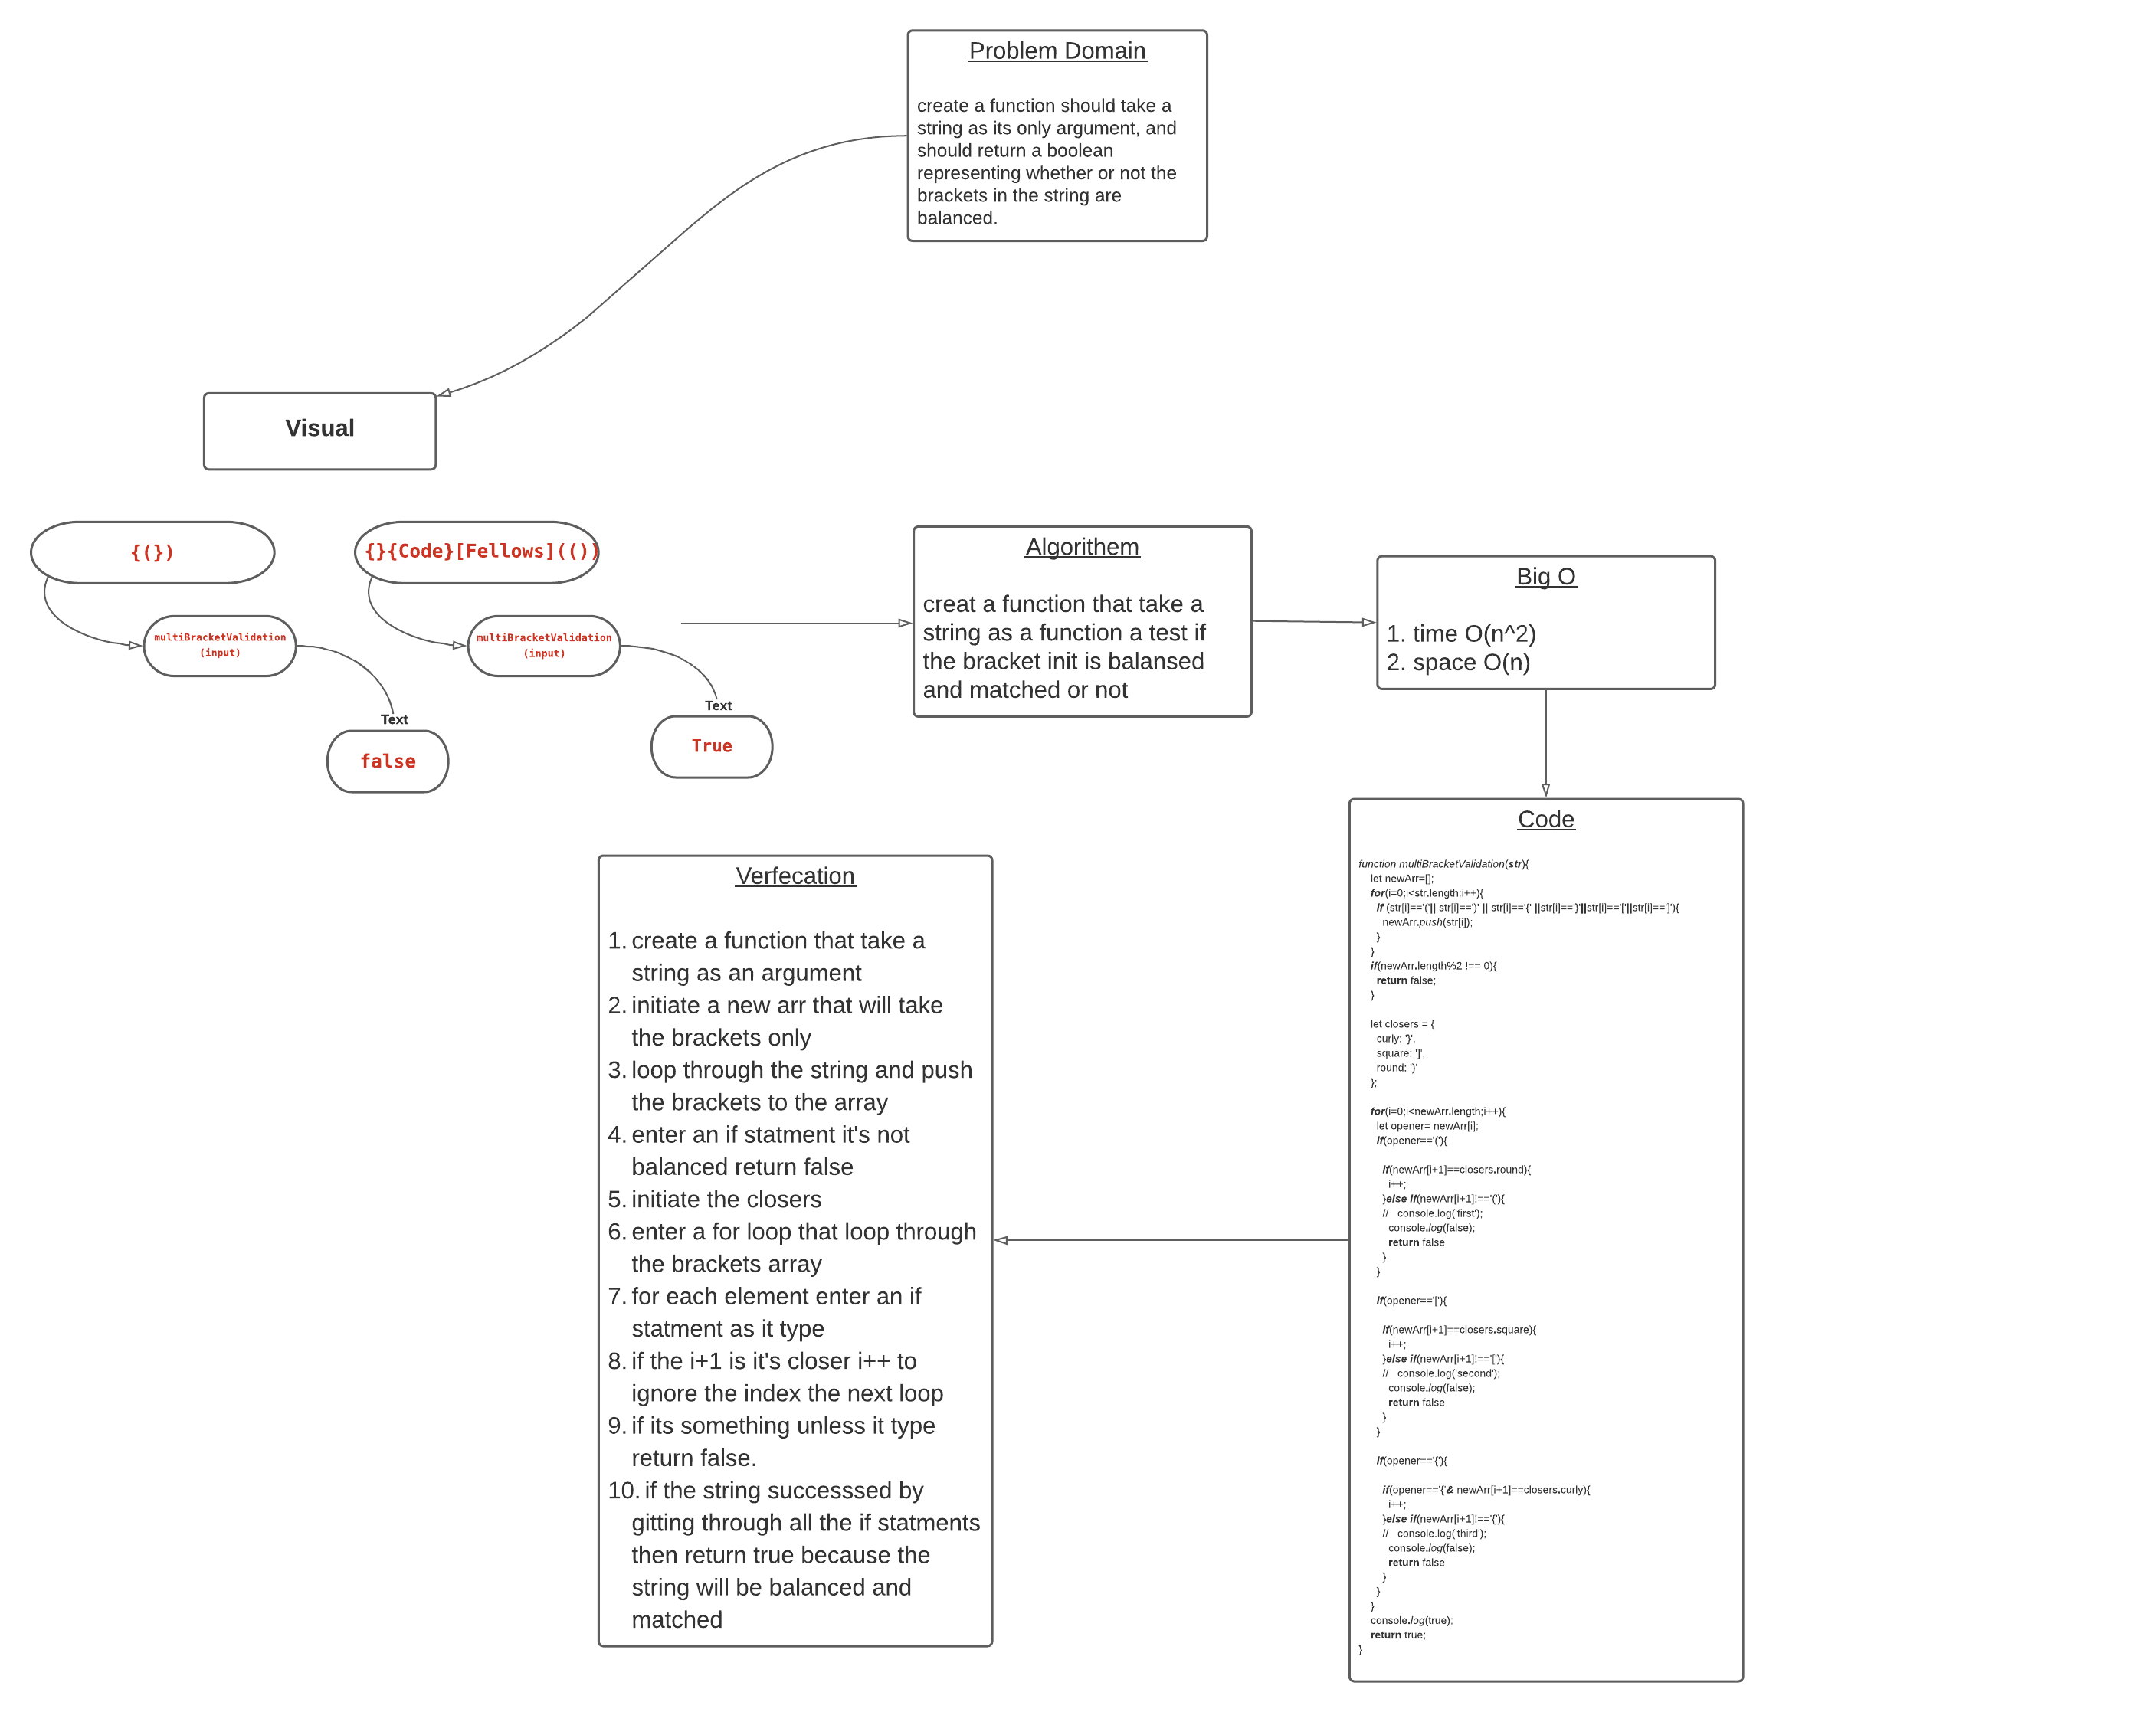 Problem Domain
create a function should take a
string as its only argument, and
should return a boolean
representing whether or not the
brackets in the string are
balanced.
Visual
{(})
{}{Code}[Fellows](())
multiBracketValidation
(input)
multiBracketValidation
(input)
Text
false
Text
True
Algorithem
creat a function that take a
string as a function a test if
the bracket init is balansed
and matched or not
Big O
1. time O(n^2)
2. space O(n)
Code
function multiBracketValidation(str){
let newArr=[];
for(i=0;i<str.length;i++){
if (str[i]=='('|| str[i]==')' || str[i]=='{' ||str[i]=='}'||str[i]=='['||str[i]==']'){
newArr.push(str[i]);
}
}
if(newArr.length%2 !== 0){
return false;
}
let closers = {
curly: '}',
square: ']',
round: ')'
};
for(i=0;i<newArr.length;i++){
let opener= newArr[i];
if(opener=='('){
if(newArr[i+1]==closers.round){
i++;
}else if(newArr[i+1]!=='('){
// console.log('first');
console.log(false);
return false
}
}
if(opener=='['){
if(newArr[i+1]==closers.square){
i++;
}else if(newArr[i+1]!=='['){
// console.log('second');
console.log(false);
return false
}
}
if(opener=='{'){
if(opener=='{'& newArr[i+1]==closers.curly){
i++;
}else if(newArr[i+1]!=='{'){
// console.log('third');
console.log(false);
return false
}
}
}
console.log(true);
return true;
}
Verfecation
1. create a function that take a
string as an argument
2. initiate a new arr that will take
the brackets only
3. loop through the string and push
the brackets to the array
4. enter an if statment it's not
balanced return false
5. initiate the closers
6. enter a for loop that loop through
the brackets array
7. for each element enter an if
statment as it type
8. if the i+1 is it's closer i++ to
ignore the index the next loop
9. if its something unless it type
return false.
10. if the string successsed by
gitting through all the if statments
then return true because the
string will be balanced and
matched